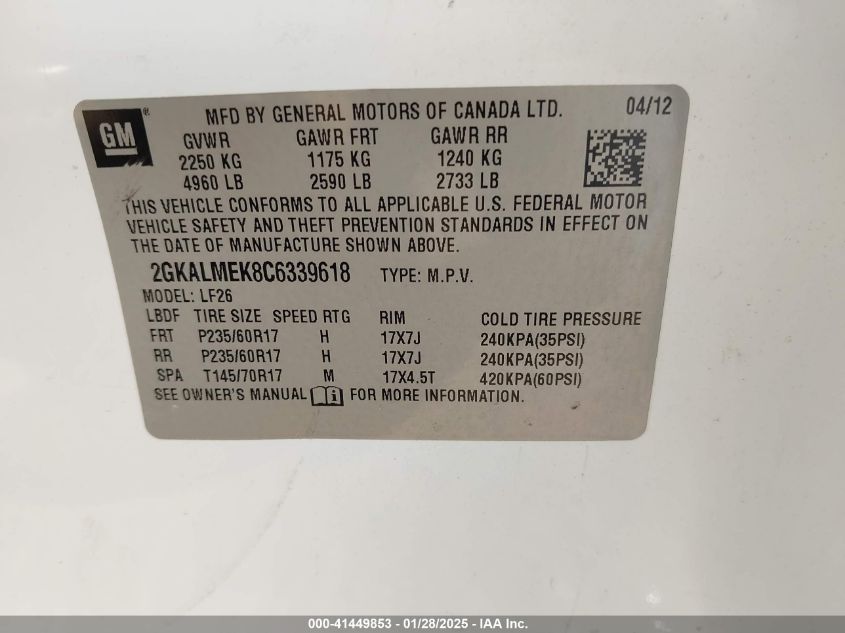 GM ®
MFD BY GENERAL MOTORS OF CANADA LTD. 04/12
GVWR GAWR FRT GAWR RR
2250 KG 1175 KG 1240 KG
4960 LB 2590 LB 2733 LB
THIS VEHICLE CONFORMS TO ALL APPLICABLE U.S. FEDERAL MOTOR
VEHICLE SAFETY AND THEFT PREVENTION STANDARDS IN EFFECT ON
THE DATE OF MANUFACTURE SHOWN ABOVE.
2GKALMEK8C6339618 TYPE: M.P.V.
MODEL: LF26
LBDF TIRE SIZE SPEED RTG RIM COLD TIRE PRESSURE
FRT P235/60R17 H 17X7J 240KPA(35PSI)
RR P235/60R17 H 17X7J 240KPA(35PSI)
SPA T145/70R17 M 17X4.5T 420KPA(60PSI)
SEE OWNER'S MANUAL i FOR MORE INFORMATION.
000-41449853 - 01/28/2025 - IAA Inc.